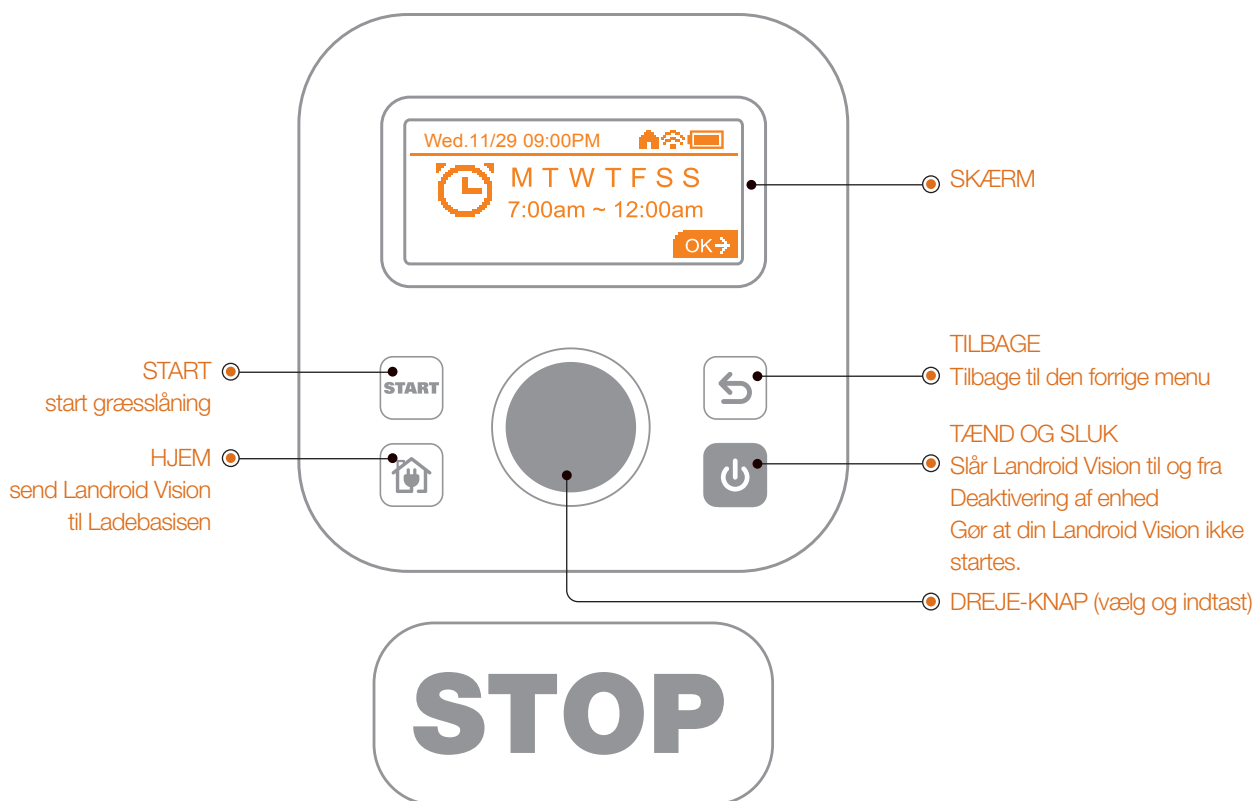 Wed.11/29 09:00PM
M T W T F S S
7:00am ~ 12:00am
OK
SKÆRM
START
start græsslåning
START
HJEM
send Landroid Vision
til Ladebasisen
TILBAGE
Tilbage til den forrige menu
TÆND OG SLUK
Slår Landroid Vision til og fra
Deaktivering af enhed
Gør at din Landroid Vision ikke
startes.
DREJE-KNAP (vælg og indtast)
STOP